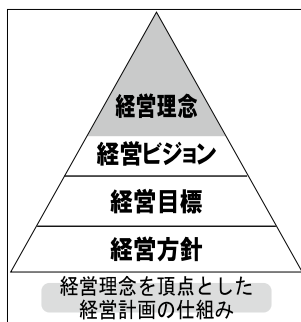 経営理念
経営ビジョン
経営目標
経営方針
経営理念を頂点とした
経営計画の仕組み